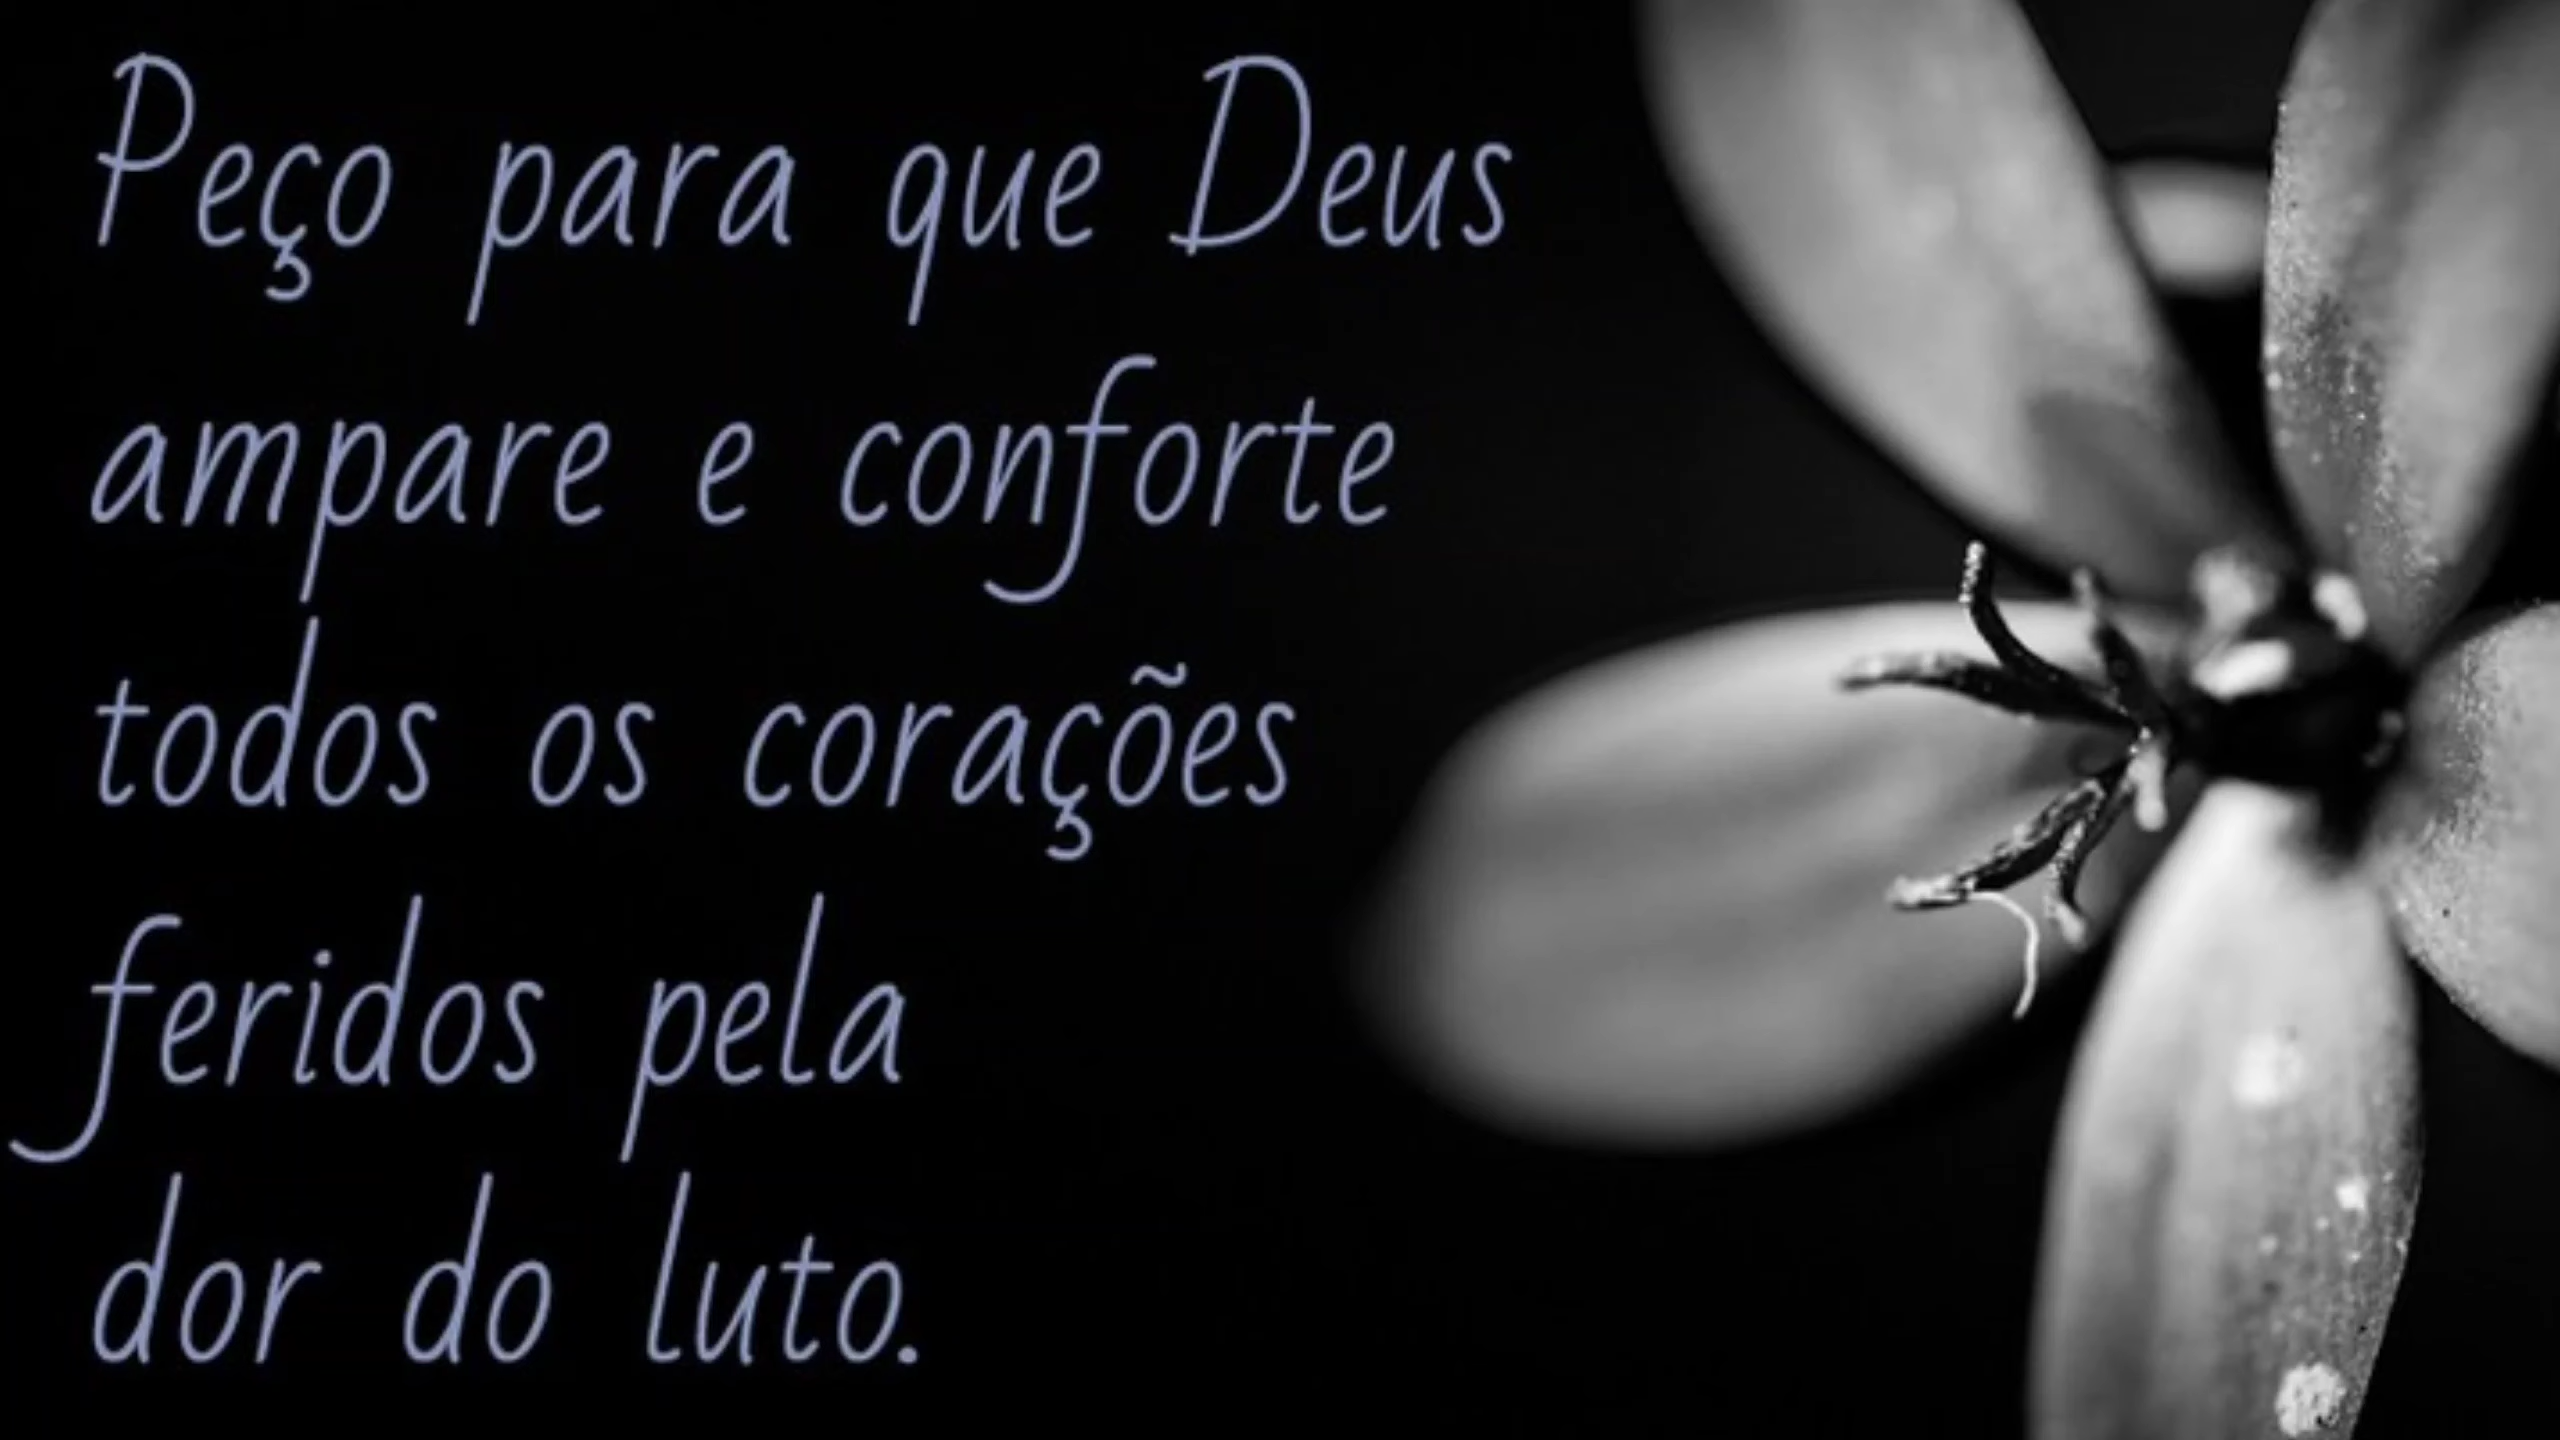 Peço para que Deus
ampare e conforte
todos os corações
feridos pela
dor do luto.